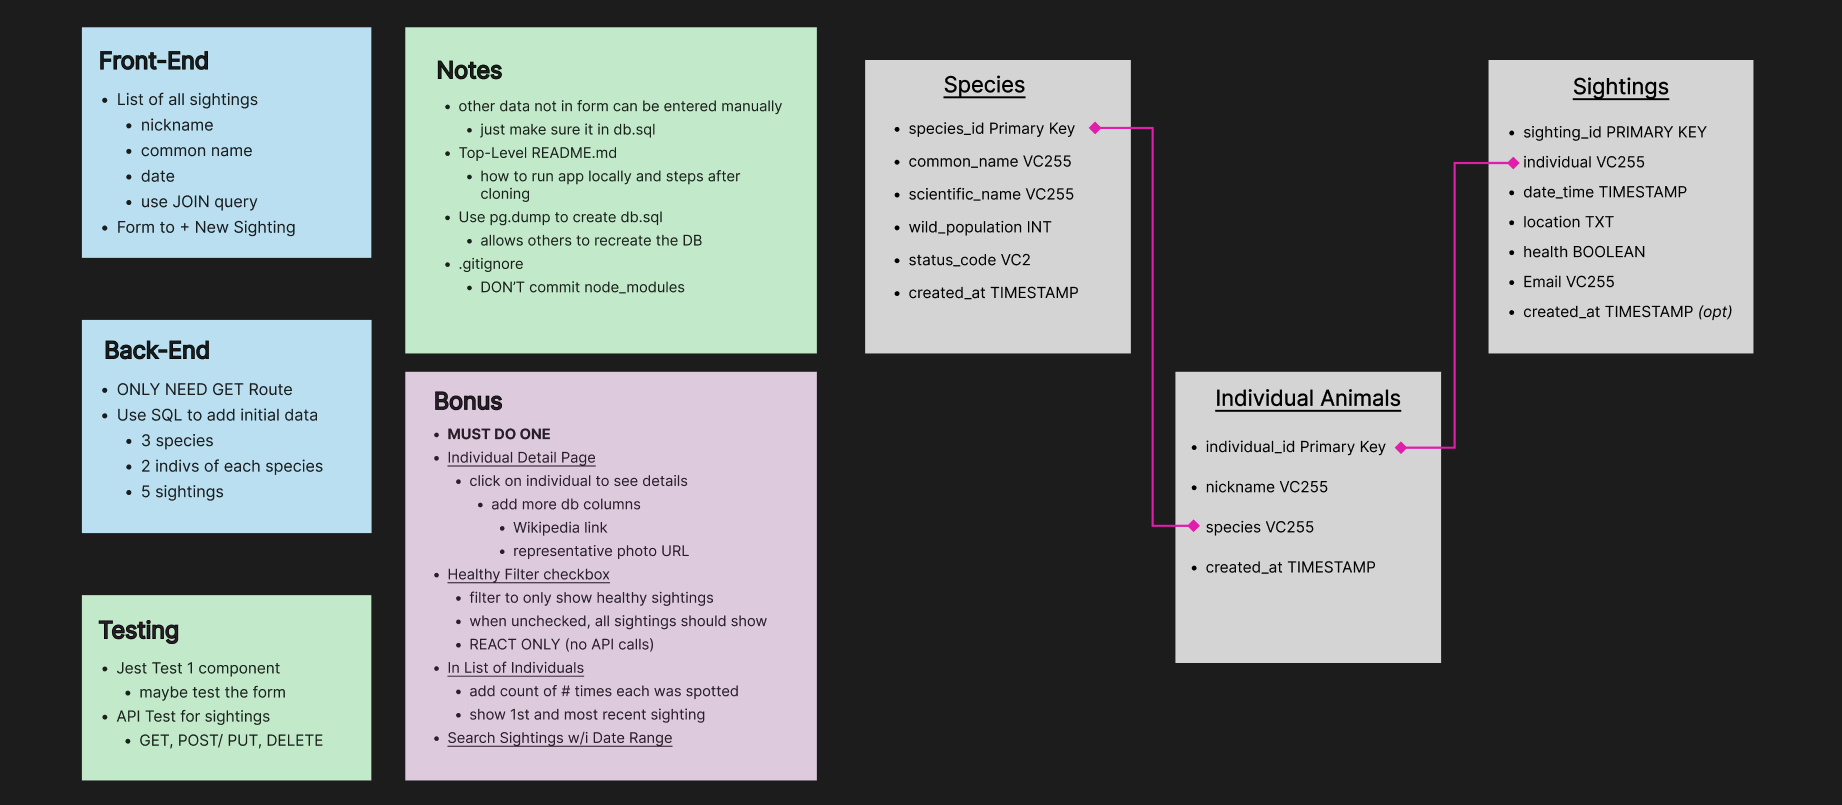 Front-End
List of all sightings
nickname
common name
date
use JOIN query
Form to + New Sighting
Back-End
ONLY NEED GET Route
Use SQL to add initial data
3 species
2 indivs of each species
5 sightings
Testing
Jest Test 1 component
maybe test the form
API Test for sightings
GET, POST/ PUT, DELETE
Notes
other data not in form can be entered manually
just make sure it in db.sql
Top-Level README.md
how to run app locally and steps after
cloning
Use pg.dump to create db.sql
allows others to recreate the DB
.gitignore
DON'T commit node_modules
Bonus
MUST DO ONE
Individual Detail Page
click on individual to see details
add more db columns
Wikipedia link
representative photo URL
Healthy Filter checkbox
filter to only show healthy sightings
when unchecked, all sightings should show
REACT ONLY (no API calls)
In List of Individuals
add count of # times each was spotted
show 1st and most recent sighting
Search Sightings w/i Date Range
Species
species_id Primary Key
common_name VC255
scientific_name VC255
wild_population INT
status_code VC2
created_at TIMESTAMP
Individual Animals
individual_id Primary Key
nickname VC255
species VC255
created_at TIMESTAMP
Sightings
sighting_id PRIMARY KEY
individual VC255
date_time TIMESTAMP
location TXT
health BOOLEAN
Email VC255
created_at TIMESTAMP (opt)